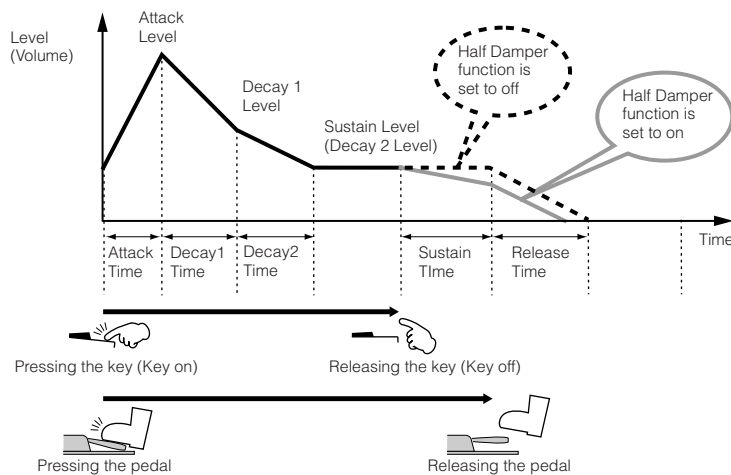 Level
(Volume)
Attack
Level
Decay 1
Level
Sustain Level
(Decay 2 Level)
Half Damper
function is
set to off
Half Damper
function is
set to on
Time
Attack
Time
Decay1
Time
Decay2
Time
Sustain
TIme
Release
Time
Pressing the key (Key on)
Releasing the key (Key off)
Pressing the pedal
Releasing the pedal